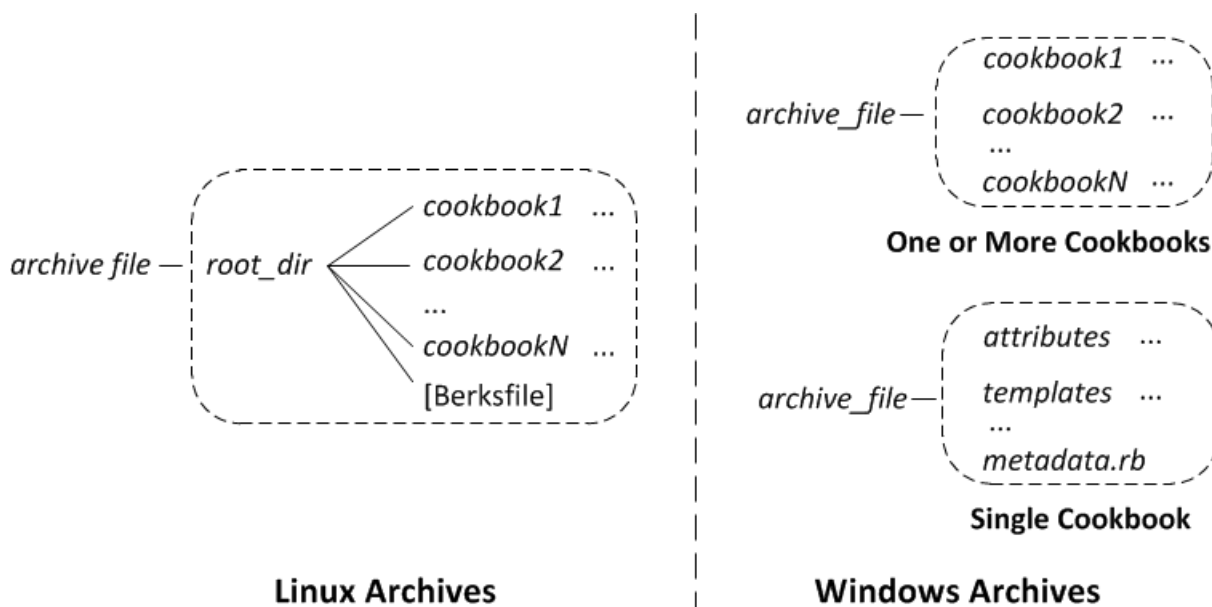 archive file
root_dir
cookbook1 ...
cookbook2 ...
...
cookbookN ...
[Berksfile]
Linux Archives
archive_file
cookbook1 ...
cookbook2 ...
...
cookbookN ...
One or More Cookbooks
archive_file
attributes ...
templates ...
...
metadata.rb
Single Cookbook
Windows Archives